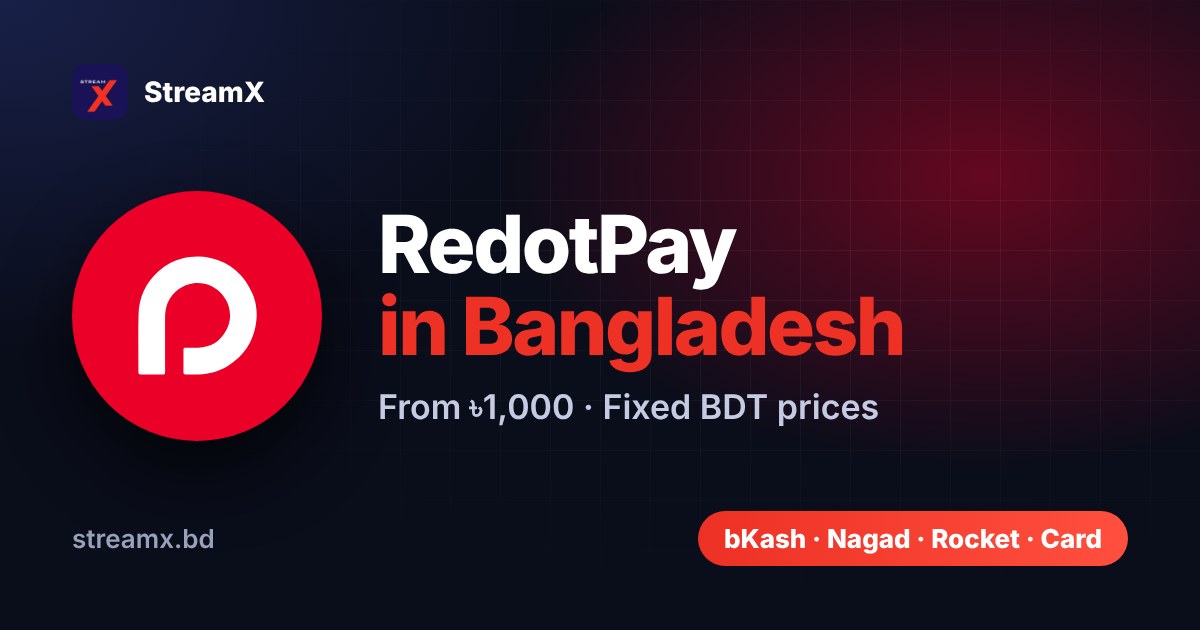 STREAM
X
StreamX
RedotPay
in Bangladesh
From ৳1,000 · Fixed BDT prices
streamx.bd
bKash · Nagad · Rocket · Card